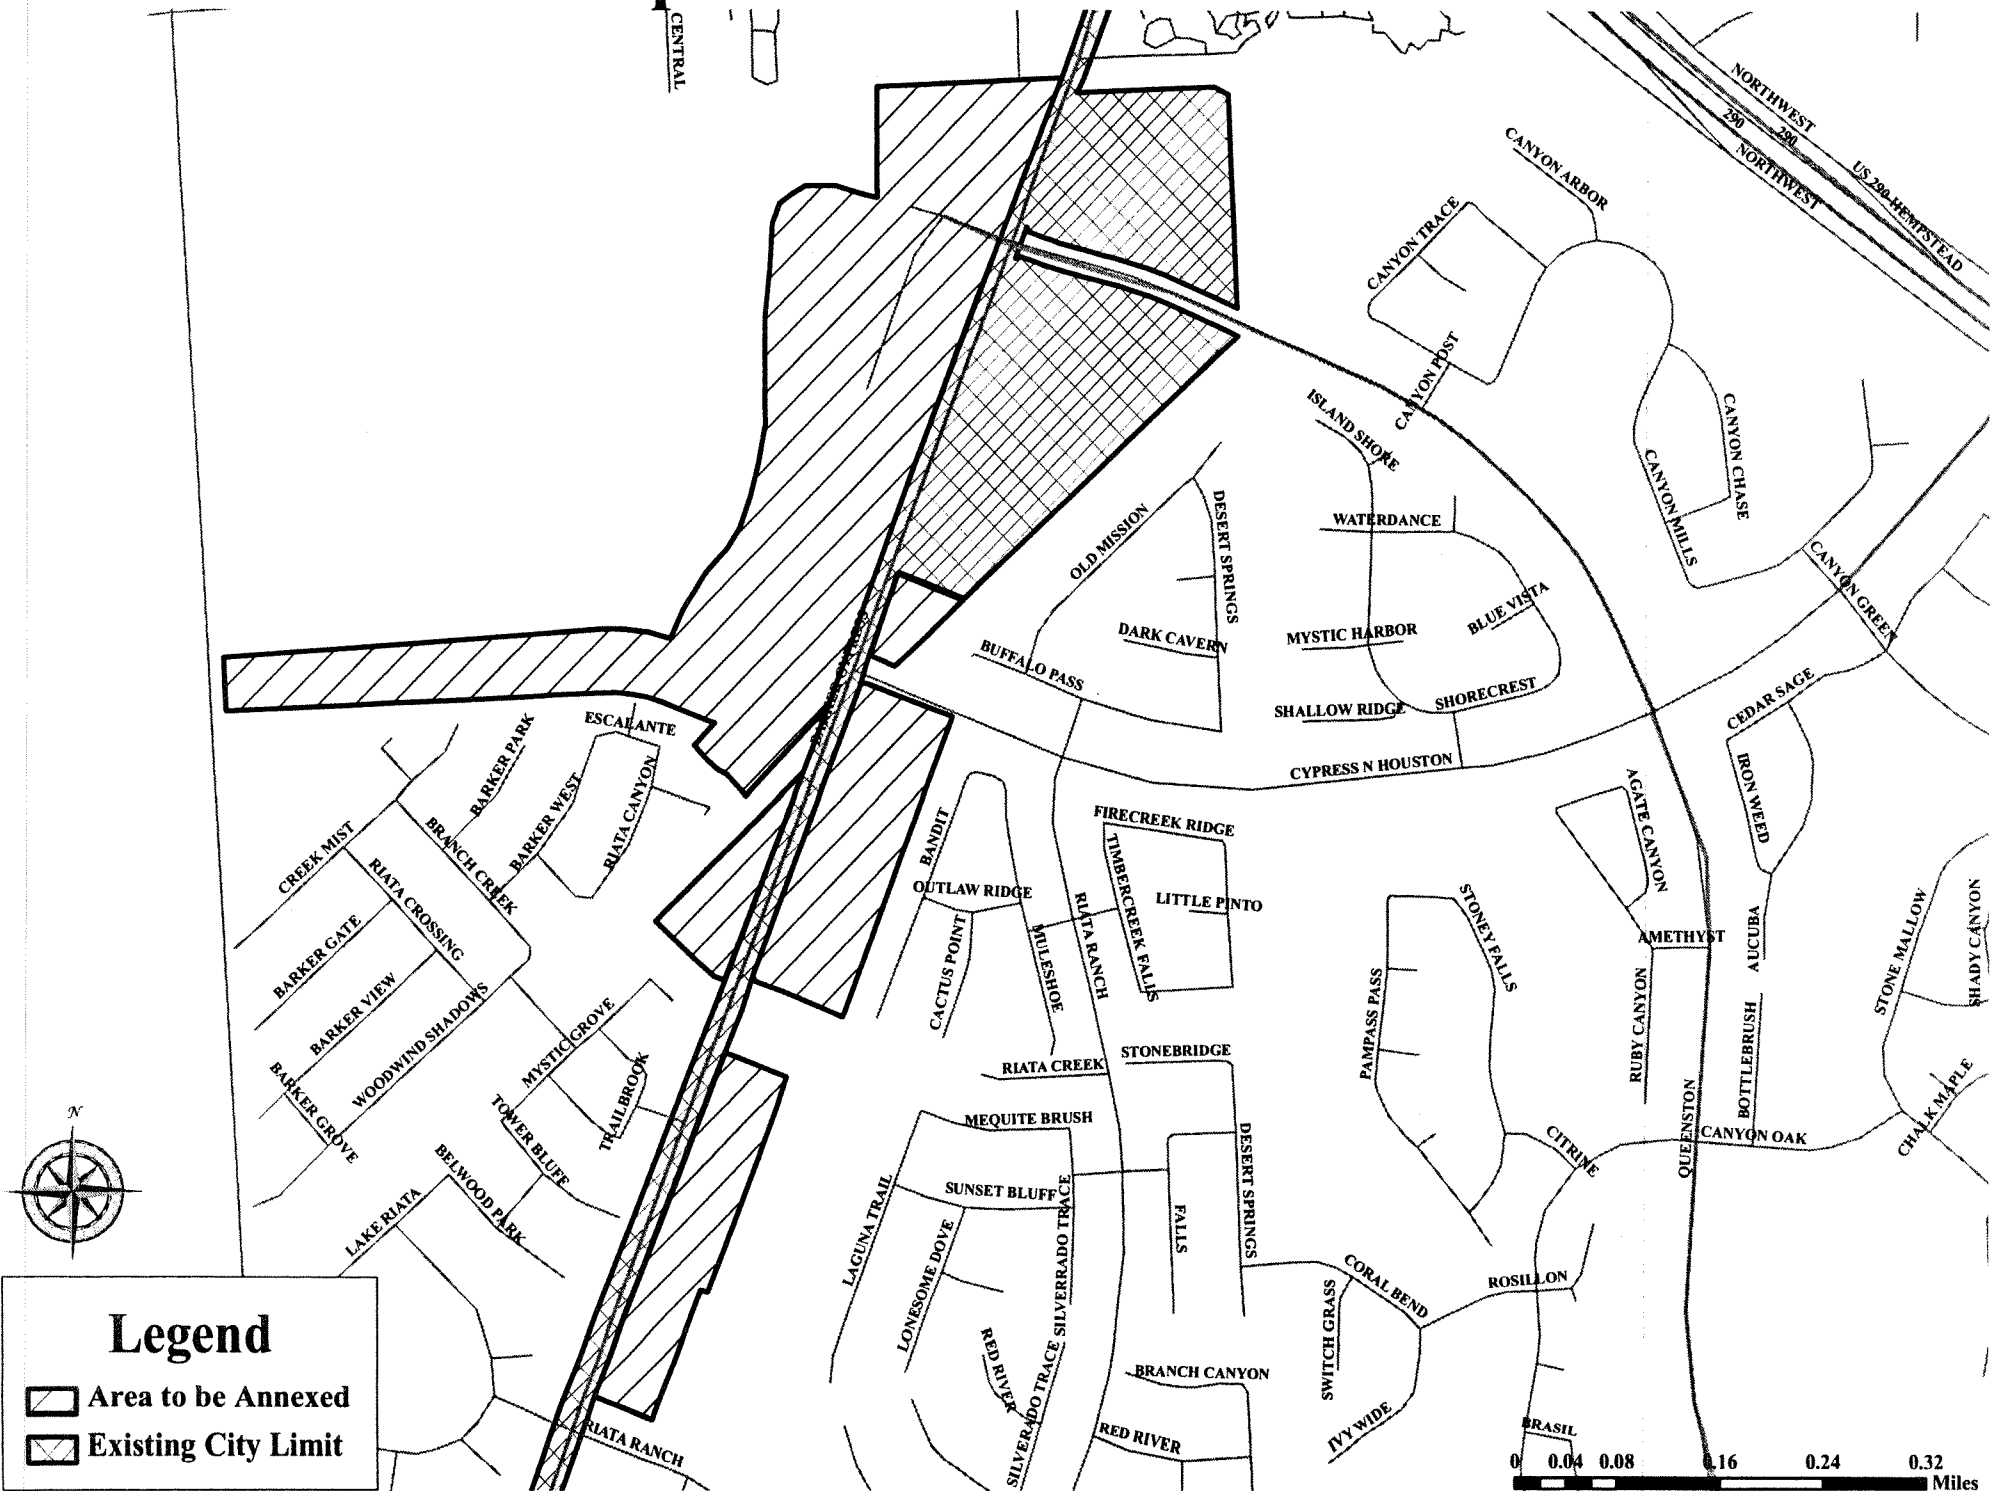 CENTRAL
NORTHWEST
290
290
NORTHWEST
US 290-HEMPSTEAD
CANYON ARBOR
CANYON TRACE
CANYON POST
ISLAND SHORE
CANYON CHASE
CANYON MILLS
OLD MISSION
DESERT SPRINGS
WATERDANCE
CANYON GREEN
BLUE VISTA
DARK CAVERN
MYSTIC HARBOR
BUFFALO PASS
SHALLOW RIDGE
SHORECREST
CEDAR SAGE
ESCALANTE
BARKER PARK
CYPRESS N HOUSTON
IRON WEED
AGATE CANYON
BARKER WEST
RIATA CANYON
BRANCH CREEK
CREEK MIST
RIATA CROSSING
BANDIT
FIRECREEK RIDGE
TIMBERCREEK FALLS
OUTLAW RIDGE
LITTLE PINTO
RIATA RANCH
STONEY FALLS
AMETHYST
AUCUBA
STONE MALLOW
SHADY CANYON
BARKER GATE
BARKER VIEW
CACTUS POINT
MULESHOE
PAMPASS PASS
RUBY CANYON
BOTTLEBRUSH
WOODWIND SHADOWS
MYSTIC GROVE
BARKER GROVE
TRAILBROOK
TOWER BLUFF
RIATA CREEK
STONEBRIDGE
MEQUITE BRUSH
QUEENSTON
CITRINE
CANYON OAK
CHALK MAPLE
BELWOOD PARK
LAKE RIATA
LAGUNA TRAIL
SUNSET BLUFF
LONESOME DOVE
SILVERRADO TRACE
FALLS
DESERT SPRINGS
CORAL BEND
ROSILLON
SWITCH GRASS
RED RIVER
SILVERADO TRACE
BRANCH CANYON
IVY WIDE
RED RIVER
BRASIL
RIATA RANCH
N
Legend
Area to be Annexed
Existing City Limit
0 0.04 0.08 0.16 0.24 0.32
Miles